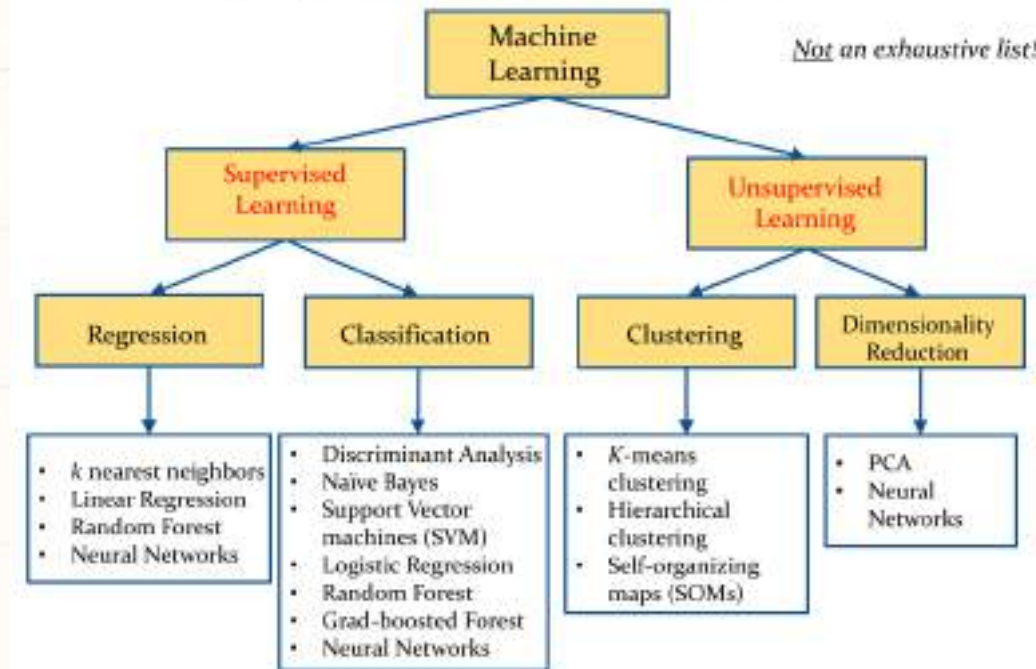 Machine
Learning
Not an exhaustive list!
Supervised
Learning
Unsupervised
Learning
Regression
Classification
Clustering
Dimensionality
Reduction
• k nearest neighbors
• Linear Regression
• Random Forest
• Neural Networks
• Discriminant Analysis
• Naïve Bayes
• Support Vector
machines (SVM)
• Logistic Regression
• Random Forest
• Grad-boosted Forest
• Neural Networks
• K-means
clustering
• Hierarchical
clustering
• Self-organizing
maps (SOMs)
• PCA
• Neural
Networks